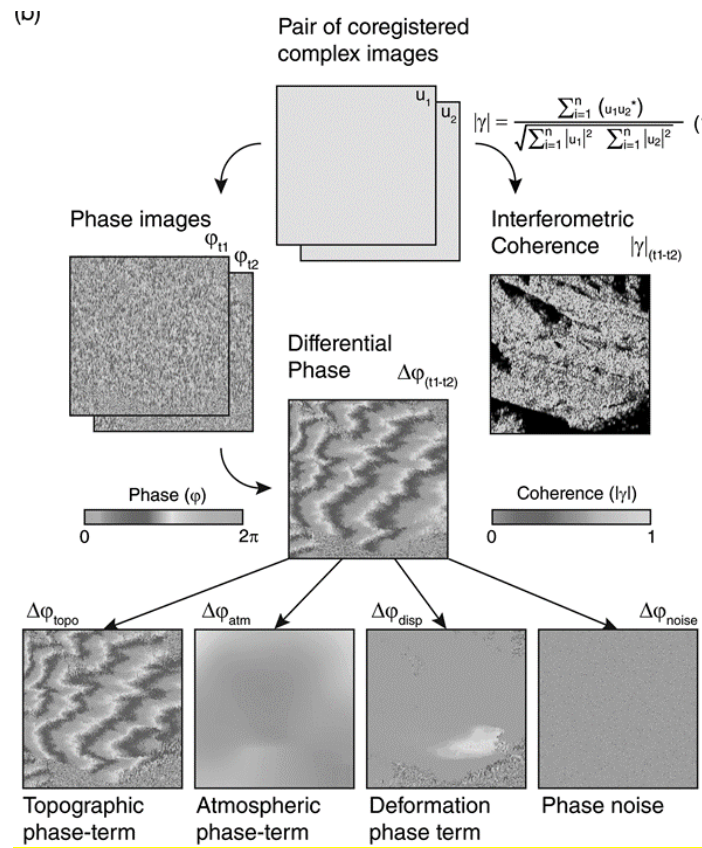 (b)
Pair of coregistered
complex images
u₁
u₂
|γ| = ∑ⁿᵢ₌₁ (u₁u₂*) / √(∑ⁿᵢ₌₁ |u₁|² ∑ⁿᵢ₌₁ |u₂|²)
Phase images
φt1
φt2
Interferometric
Coherence |γ|(t1-t2)
Differential
Phase Δφ(t1-t2)
Phase (φ)
0 2π
Coherence (|γ|)
0 1
Δφtopo
Δφatm
Δφdisp
Δφnoise
Topographic
phase-term
Atmospheric
phase-term
Deformation
phase term
Phase noise